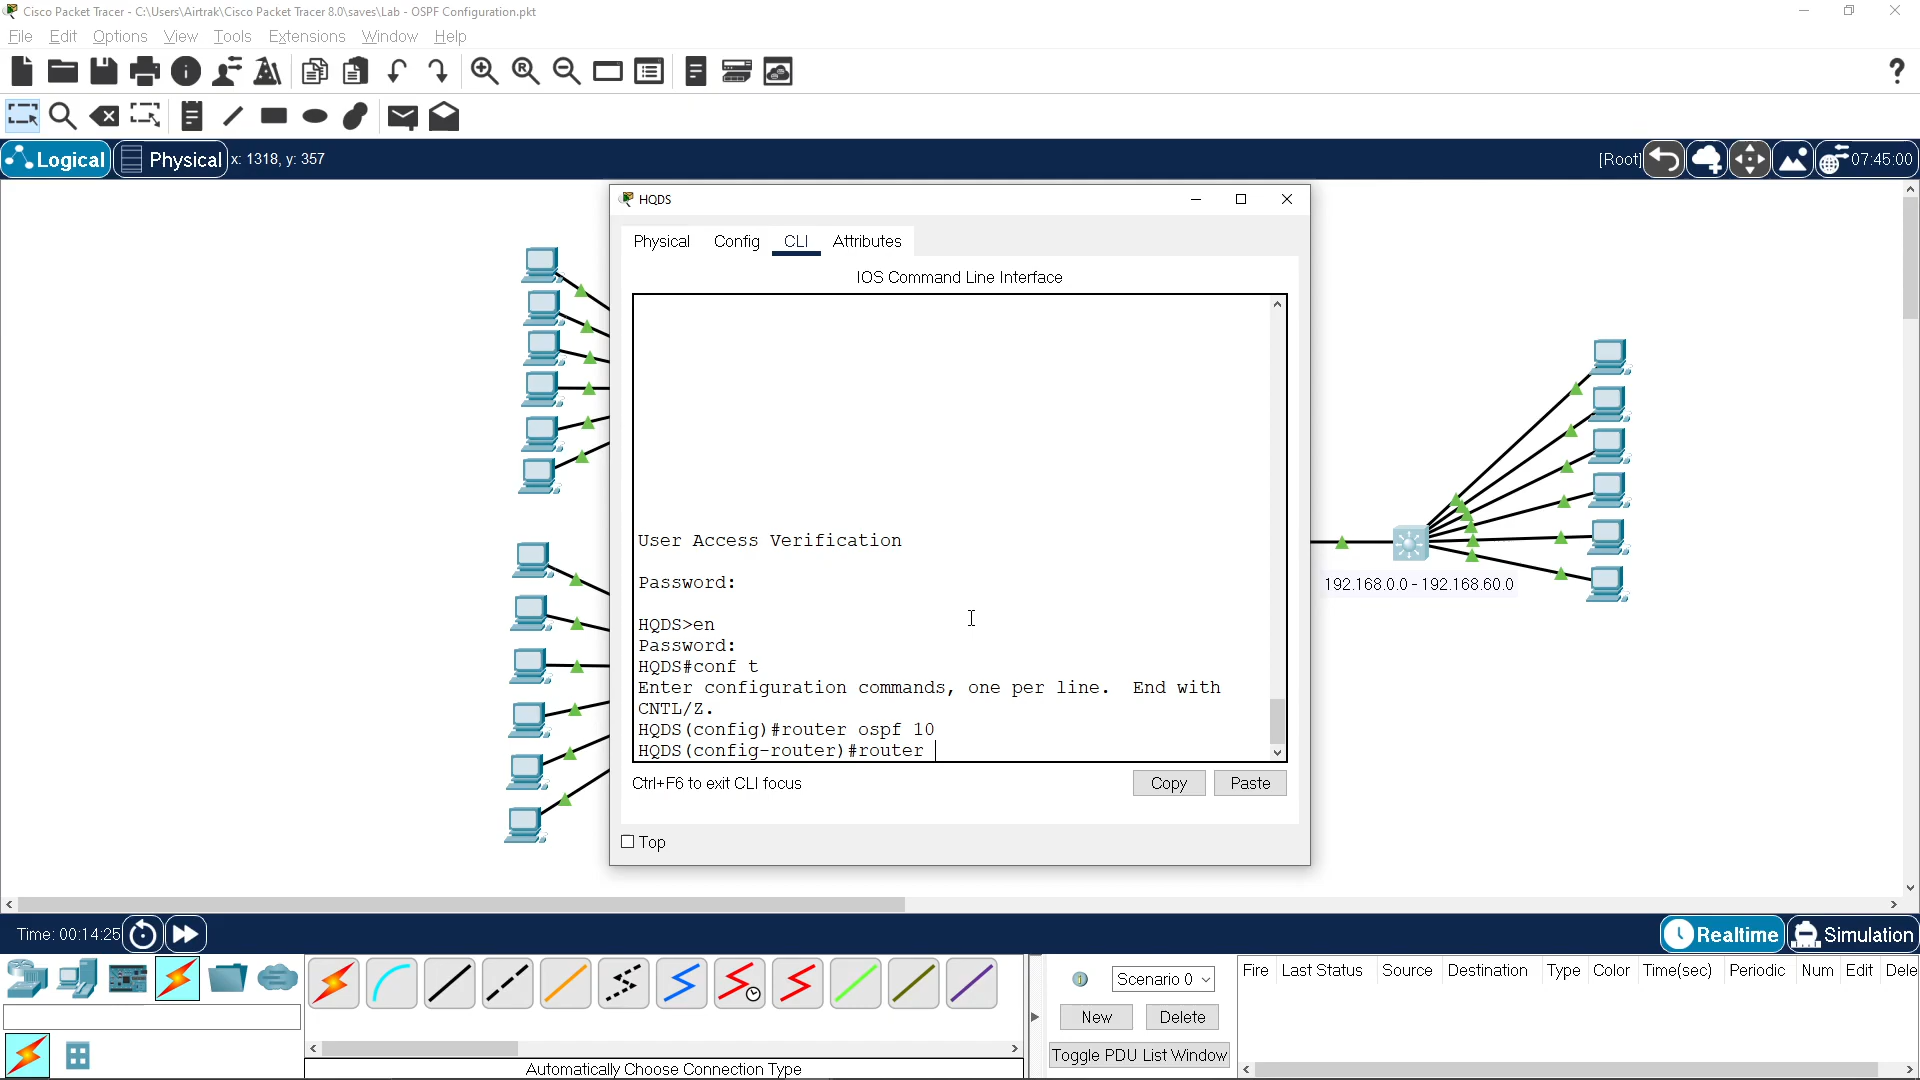 Cisco Packet Tracer - C:\Users\Airtrak\Cisco Packet Tracer 8.0\saves\Lab - OSPF Configuration.pkt
File Edit Options View Tools Extensions Window Help
?
Logical Physical x: 1318, y: 357 [Root] 07:45:00
HQDS
Physical Config CLI Attributes
IOS Command Line Interface
User Access Verification
Password:
HQDS>en
Password:
HQDS#conf t
Enter configuration commands, one per line. End with
CNTL/Z.
HQDS(config)#router ospf 10
HQDS(config-router)#router
Ctrl+F6 to exit CLI focus
Copy Paste
Top
192.168.0.0 - 192.168.60.0
Time: 00:14:25
Realtime Simulation
Scenario 0
New Delete
Toggle PDU List Window
Fire Last Status Source Destination Type Color Time(sec) Periodic Num Edit Dele
Automatically Choose Connection Type